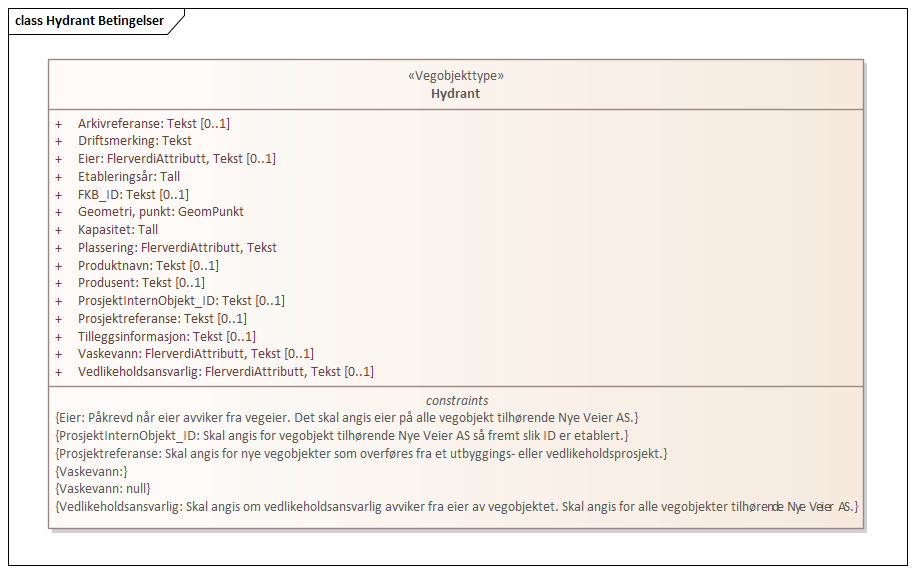 class Hydrant Betingelser
«Vegobjekttype»
Hydrant
+ Arkivreferanse: Tekst [0..1]
+ Driftsmerking: Tekst
+ Eier: FlerverdiAttributt, Tekst [0..1]
+ Etableringsår: Tall
+ FKB_ID: Tekst [0..1]
+ Geometri, punkt: GeomPunkt
+ Kapasitet: Tall
+ Plassering: FlerverdiAttributt, Tekst
+ Produktnavn: Tekst [0..1]
+ Produsent: Tekst [0..1]
+ ProsjektInternObjekt_ID: Tekst [0..1]
+ Prosjektreferanse: Tekst [0..1]
+ Tilleggsinformasjon: Tekst [0..1]
+ Vaskevann: FlerverdiAttributt, Tekst [0..1]
+ Vedlikeholdsansvarlig: FlerverdiAttributt, Tekst [0..1]
constraints
{Eier: Påkrevd når eier avviker fra vegeier. Det skal angis eier på alle vegobjekt tilhørende Nye Veier AS.}
{ProsjektInternObjekt_ID: Skal angis for vegobjekt tilhørende Nye Veier AS så fremt slik ID er etablert.}
{Prosjektreferanse: Skal angis for nye vegobjekter som overføres fra et utbyggings- eller vedlikeholdsprosjekt.}
{Vaskevann:}
{Vaskevann: null}
{Vedlikeholdsansvarlig: Skal angis om vedlikeholdsansvarlig avviker fra eier av vegobjektet. Skal angis for alle vegobjekter tilhørende Nye Veier AS.}